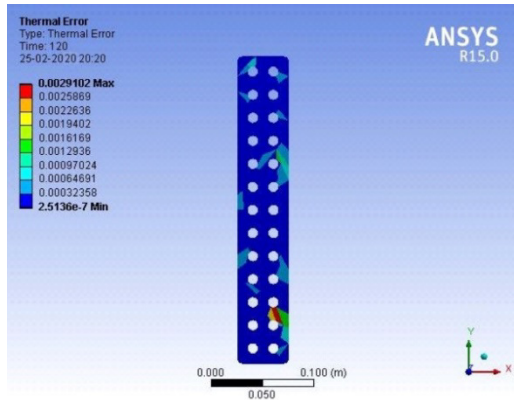 Thermal Error
Type: Thermal Error
Time: 120
25-02-2020 20:20
0.0029102 Max
0.0025869
0.0022636
0.0019402
0.0016169
0.0012936
0.00097024
0.00064691
0.00032358
2.5136e-7 Min
ANSYS
R15.0
0.000
0.100 (m)
0.050
Y
X